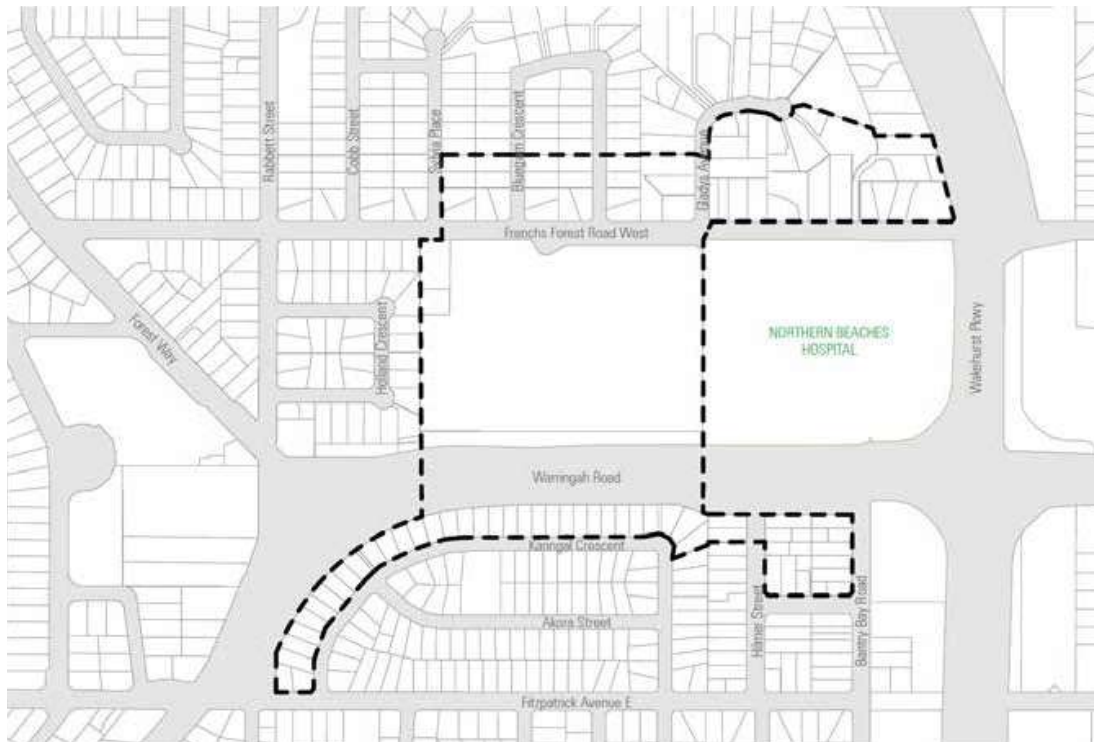 Rabbett Street
Cobb Street
Sylvia Place
Bluegum Crescent
Gladys Avenue
Frenchs Forest Road West
Forest Way
Holland Crescent
NORTHERN BEACHES
HOSPITAL
Wakehurst Pkwy
Warringah Road
Karingal Crescent
Akora Street
Hilmer Street
Bantry Bay Road
Fitzpatrick Avenue E